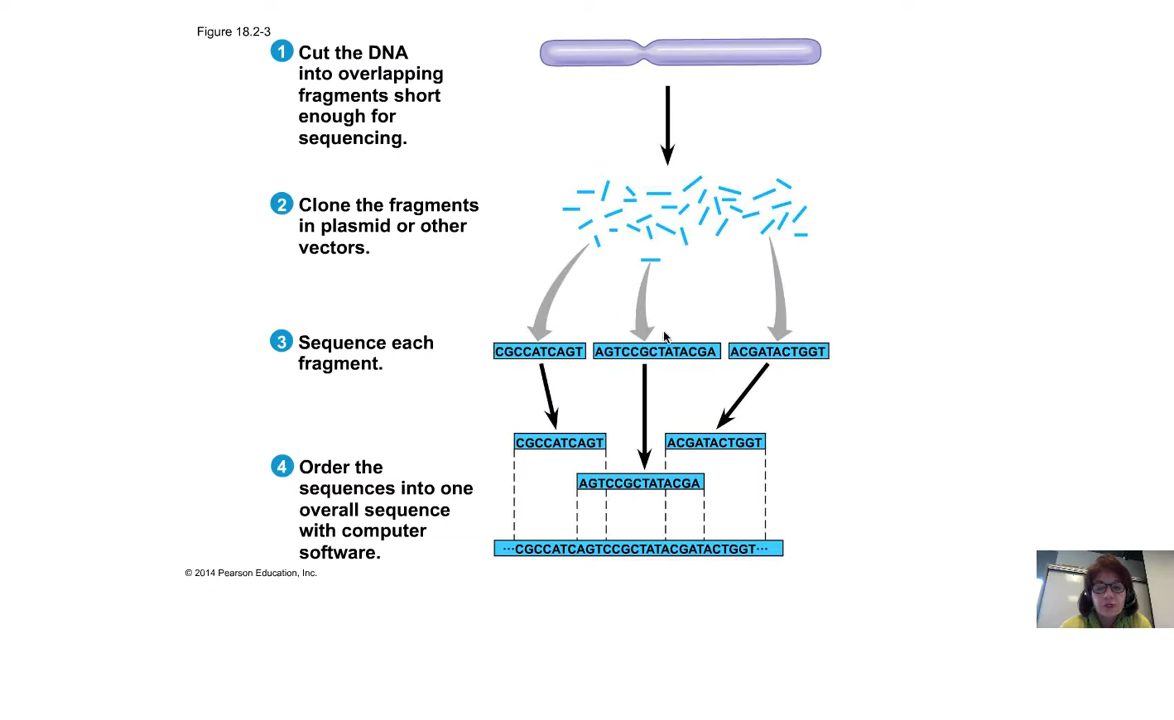 Figure 18.2-3
1 Cut the DNA
into overlapping
fragments short
enough for
sequencing.
2 Clone the fragments
in plasmid or other
vectors.
3 Sequence each
fragment.
CGCCATCAGT AGTCCGCTATACGA ACGATACTGGT
CGCCATCAGT ACGATACTGGT
4 Order the
sequences into one
overall sequence
with computer
software.
AGTCCGCTATACGA
···CGCCATCAGTCCGCTATACGATACTGGT···
© 2014 Pearson Education, Inc.